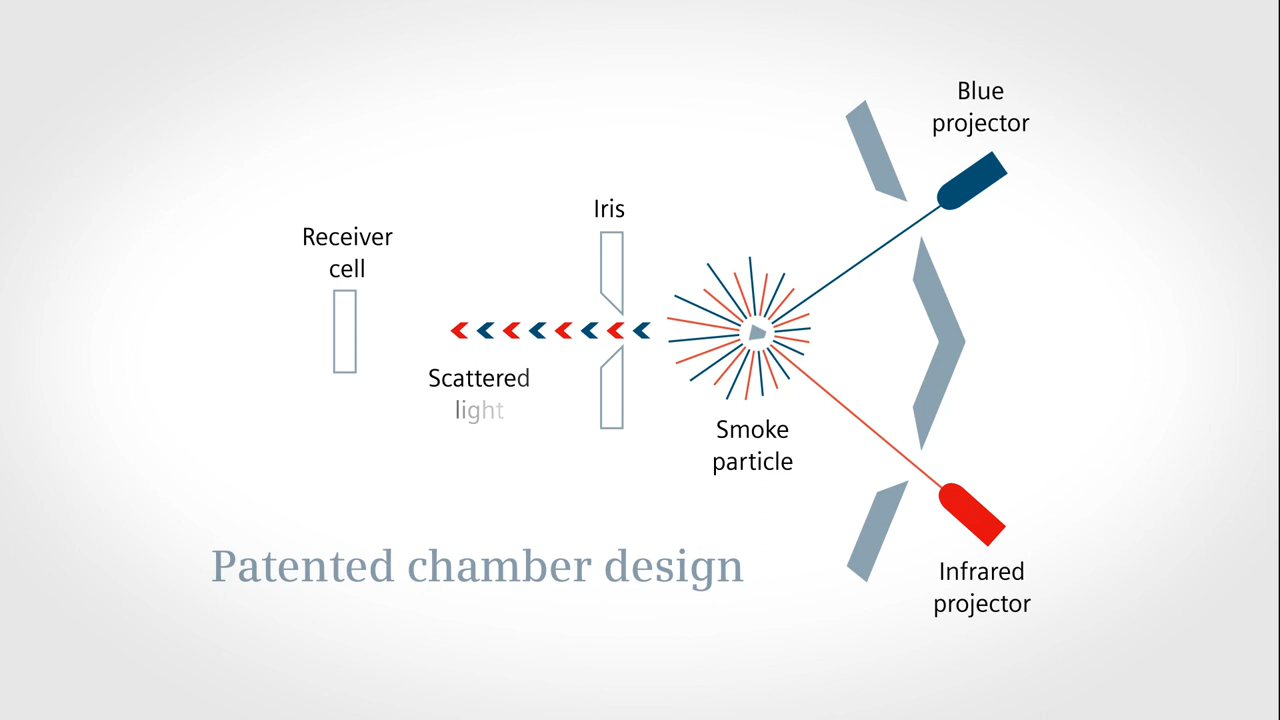 Blue
projector
Iris
Receiver
cell
Scattered
light
Smoke
particle
Patented chamber design
Infrared
projector